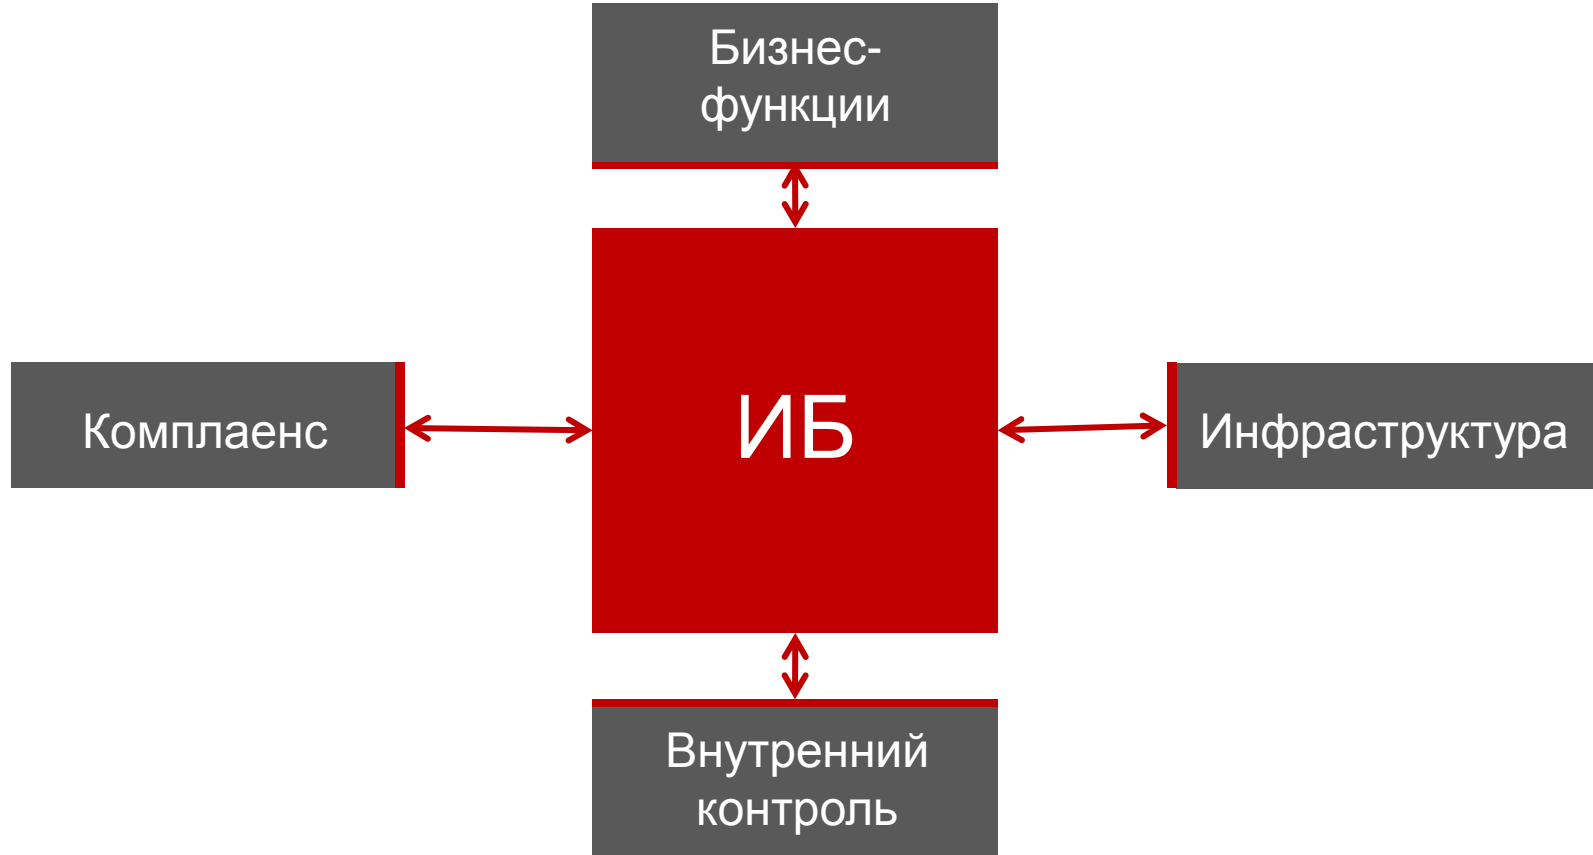 Бизнес-
функции
Комплаенс
ИБ
Инфраструктура
Внутренний
контроль